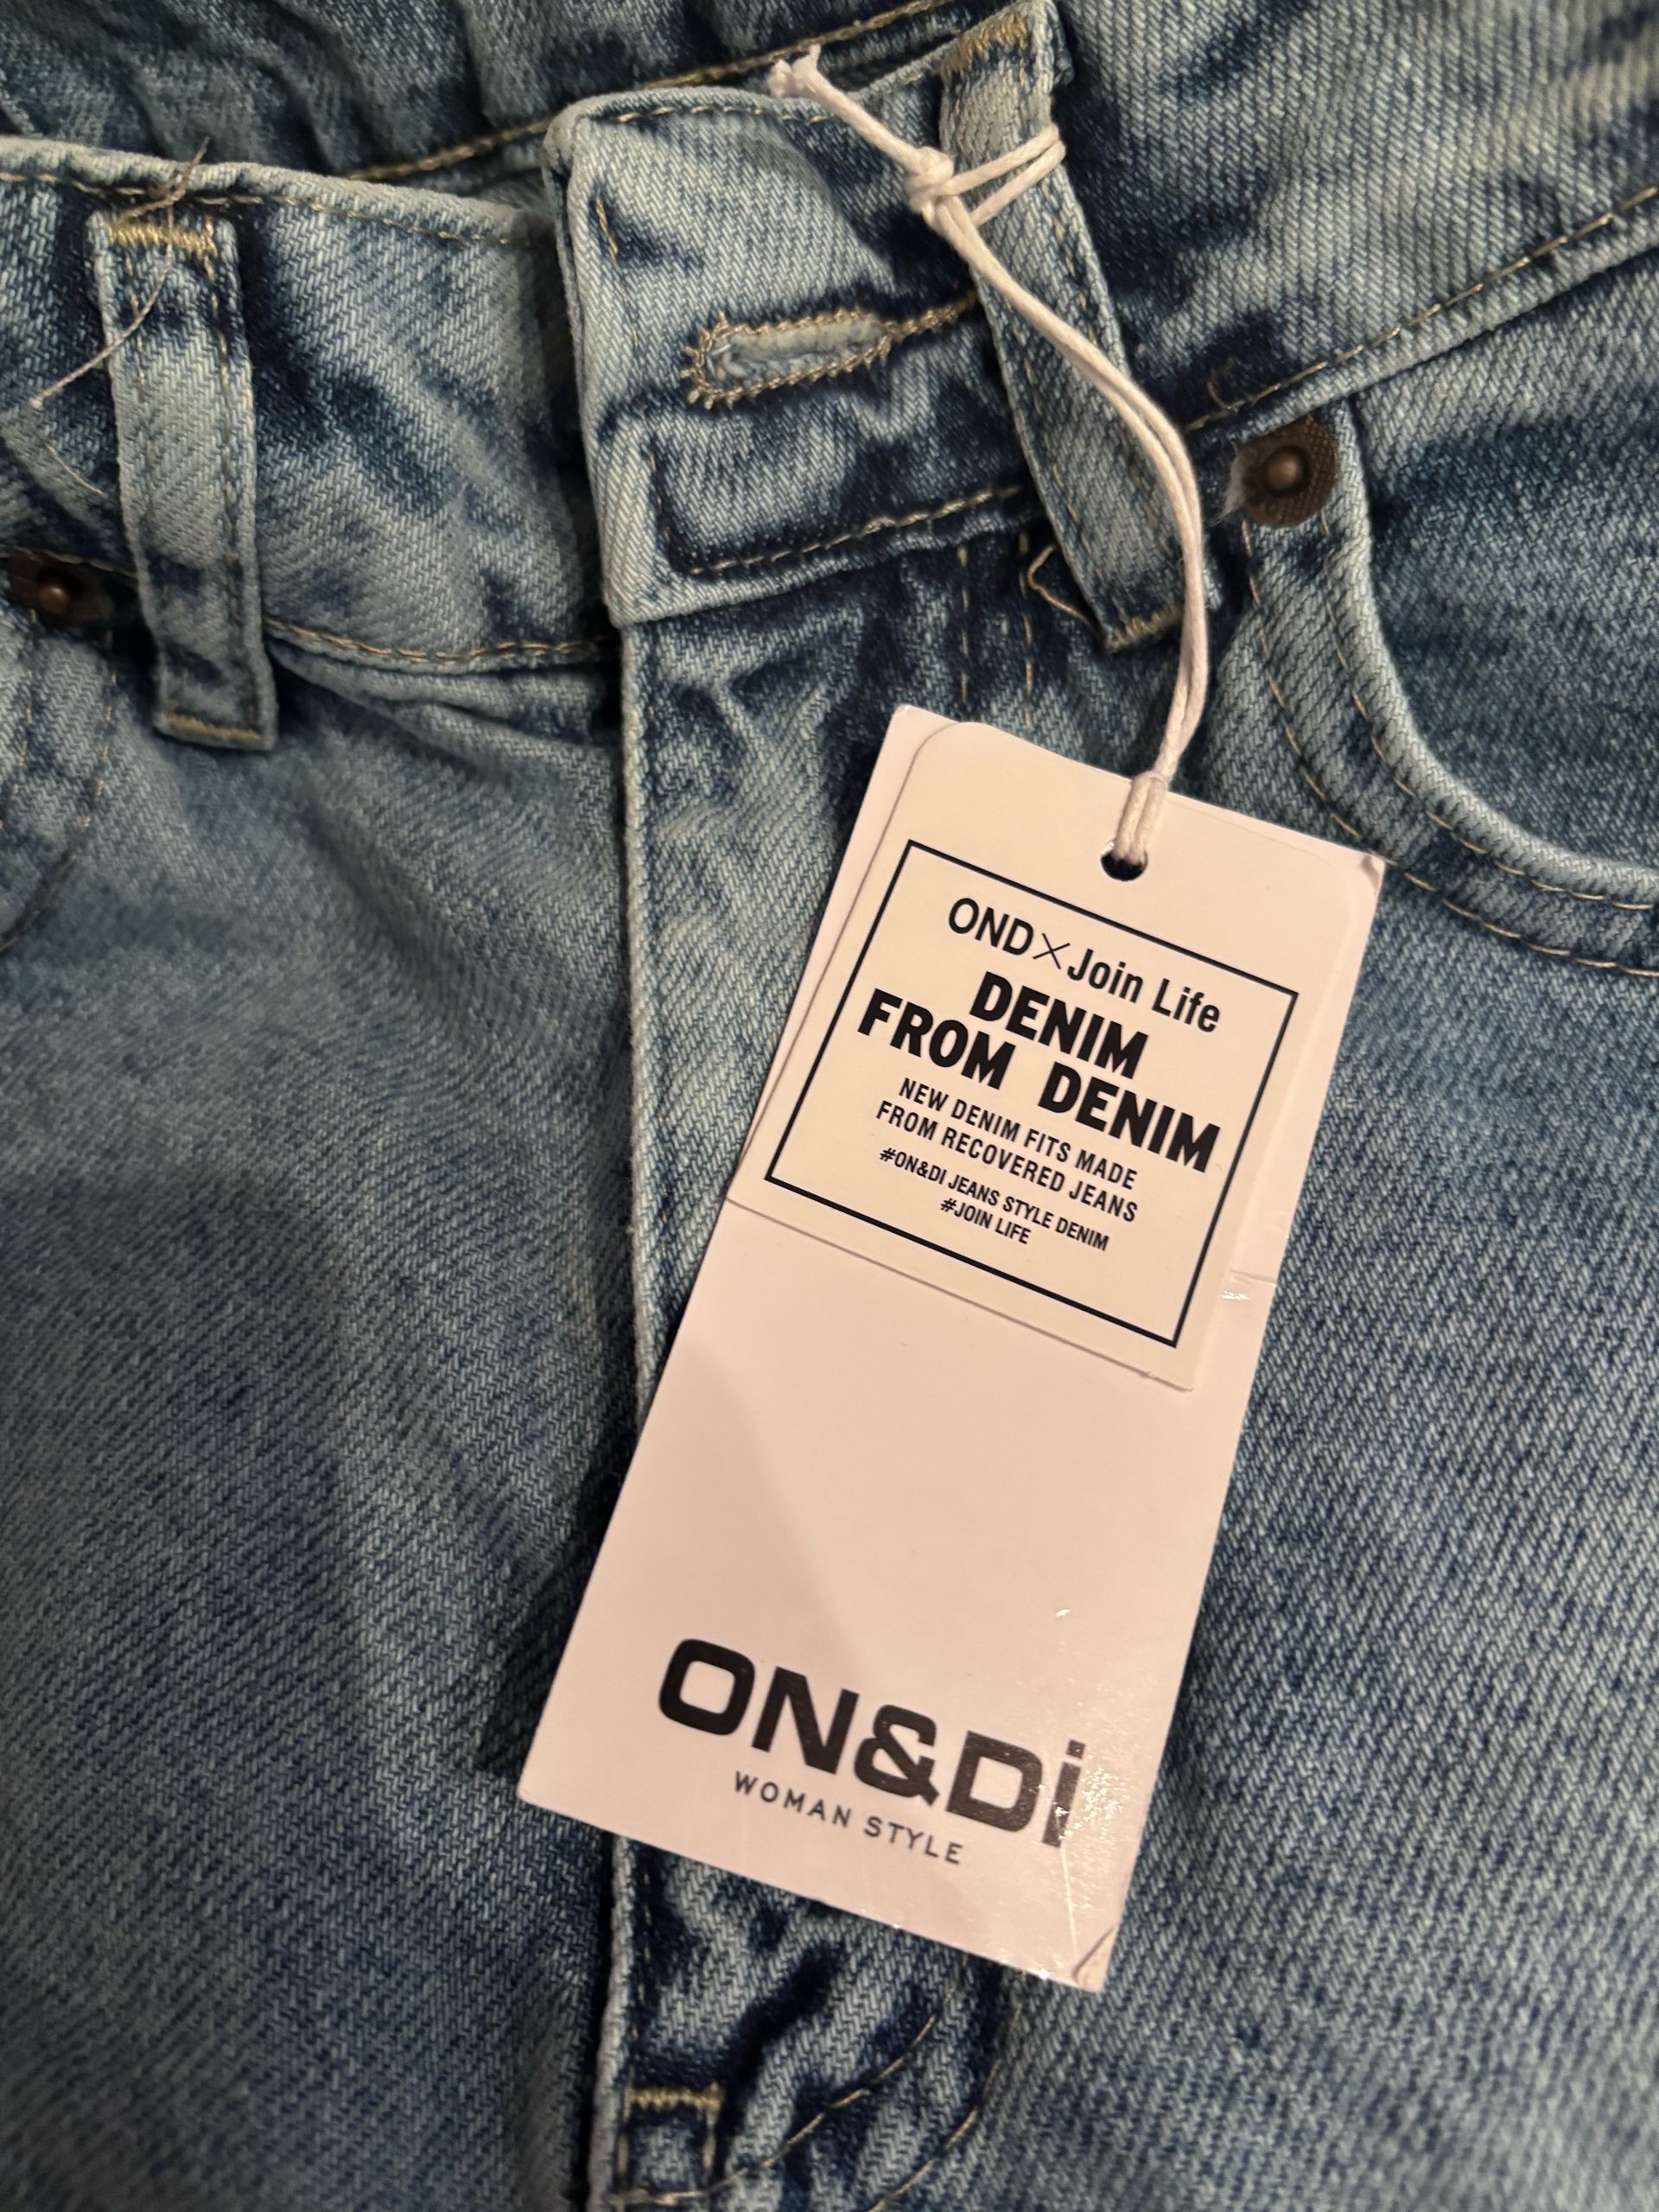 OND×Join Life
DENIM
FROM DENIM
NEW DENIM FITS MADE
FROM RECOVERED JEANS
#ON&DI JEANS STYLE DENIM
#JOIN LIFE
ON&Di
WOMAN STYLE